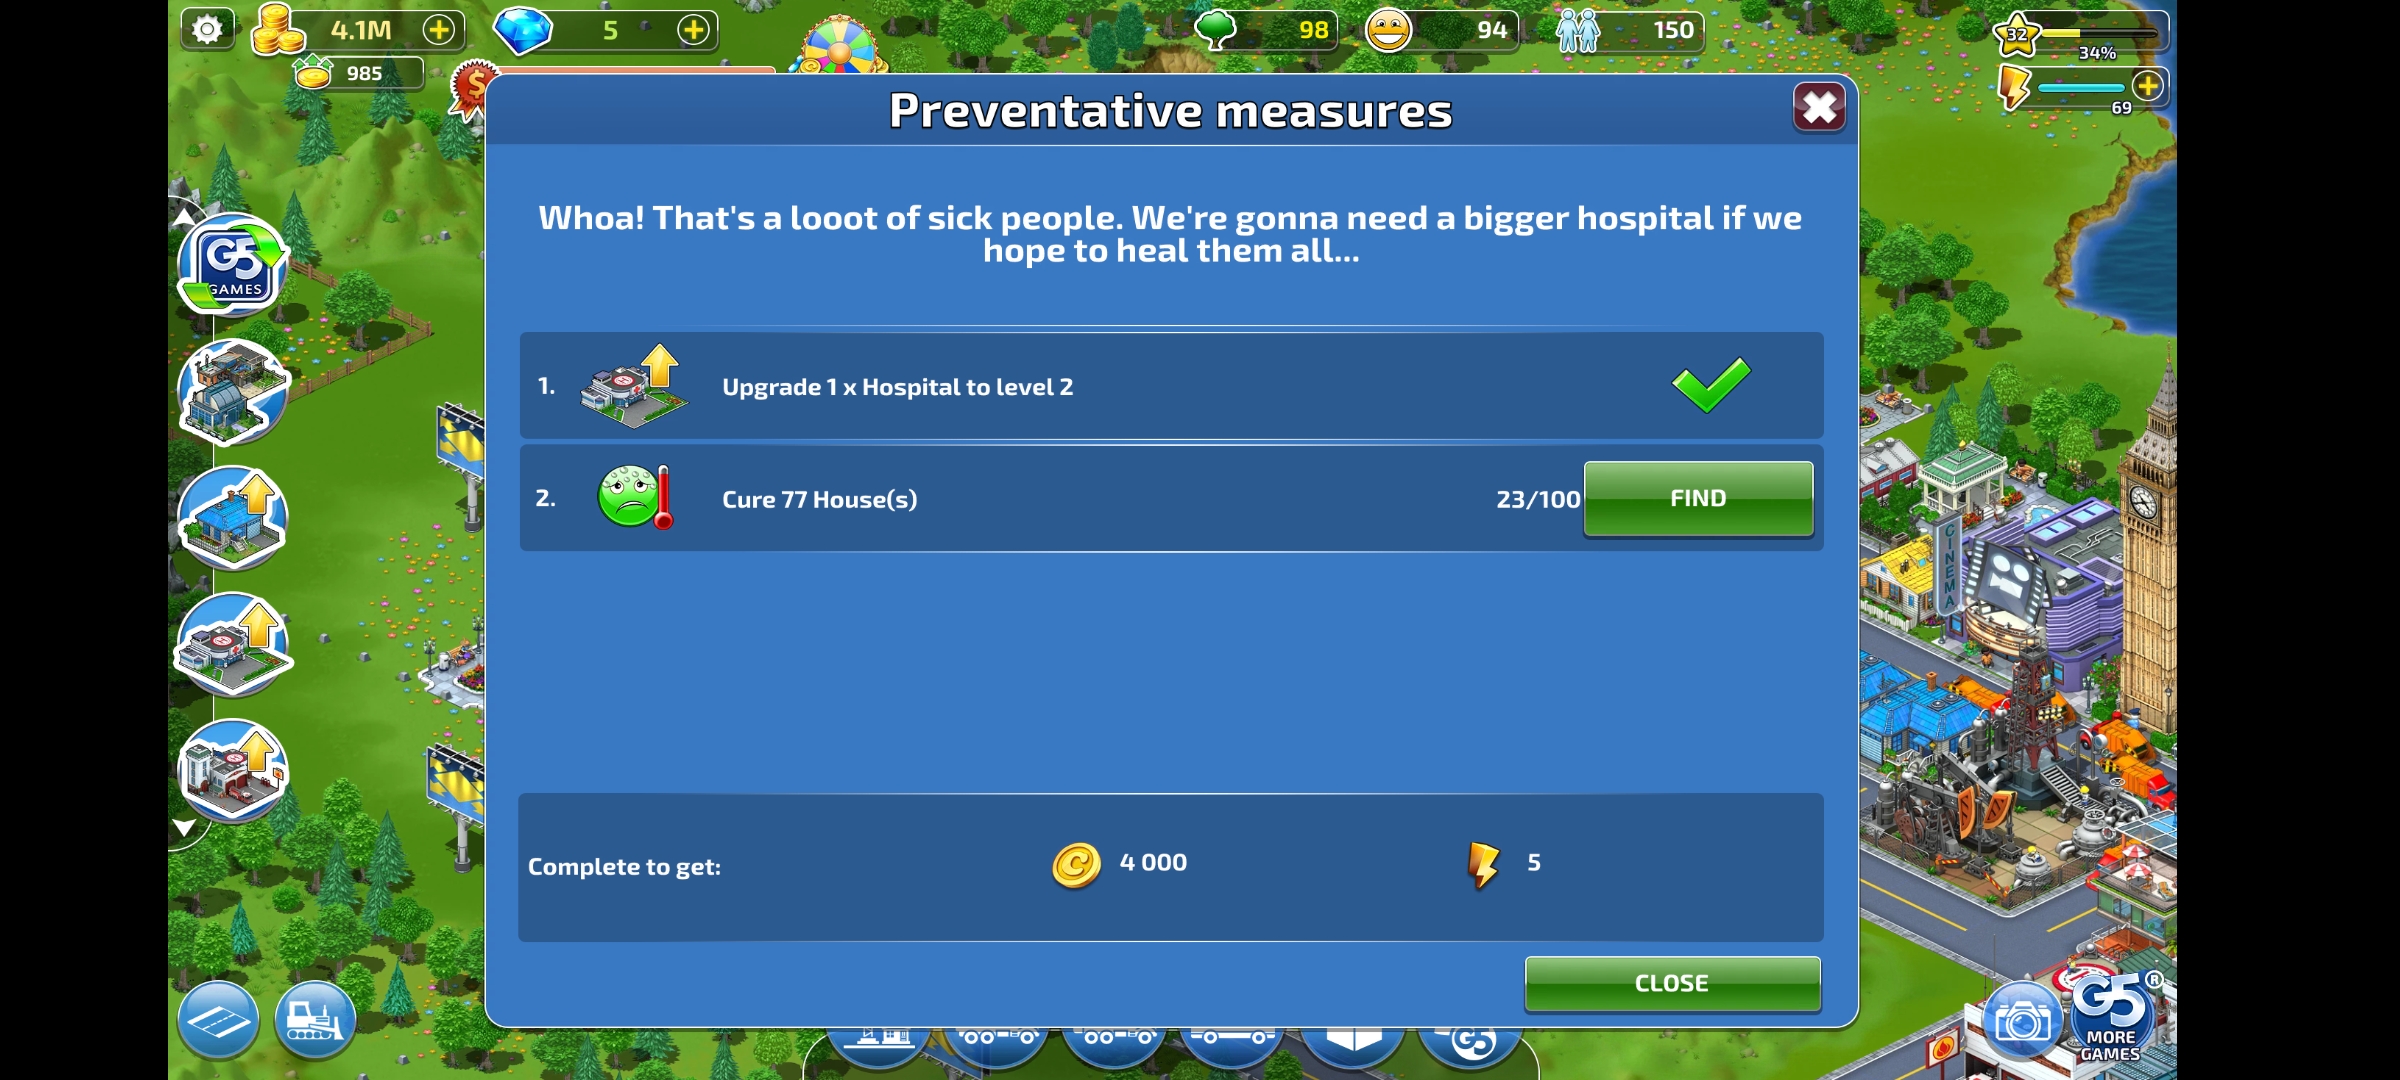 4.1M
5
98
94
150
32
34%
985
69
Preventative measures
Whoa! That's a looot of sick people. We're gonna need a bigger hospital if we
hope to heal them all...
1.
Upgrade 1 x Hospital to level 2
2.
Cure 77 House(s)
23/100
FIND
Complete to get:
4 000
5
CLOSE
G5
GAMES
CINEMA
G5
G5®
MORE
GAMES